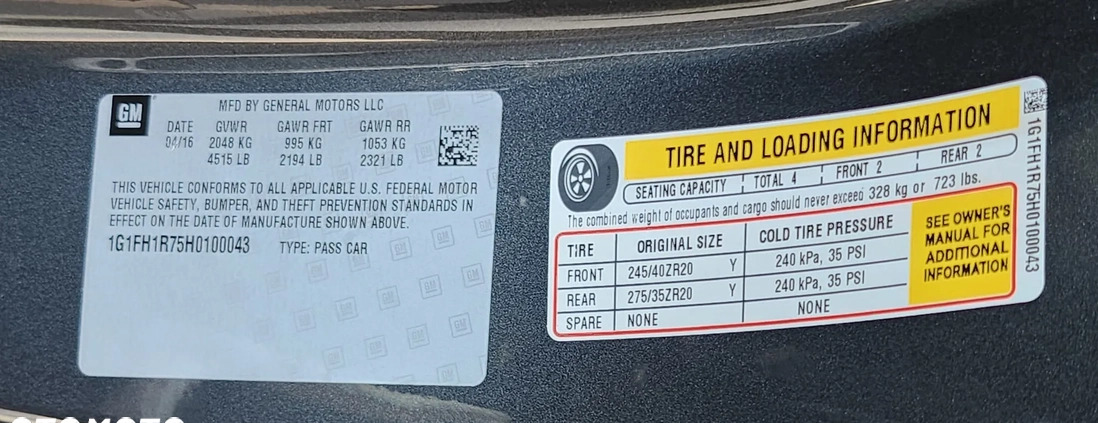 GM
MFD BY GENERAL MOTORS LLC
DATE GVWR GAWR FRT GAWR RR
04/16 2048 KG 995 KG 1053 KG
4515 LB 2194 LB 2321 LB
THIS VEHICLE CONFORMS TO ALL APPLICABLE U.S. FEDERAL MOTOR
VEHICLE SAFETY, BUMPER, AND THEFT PREVENTION STANDARDS IN
EFFECT ON THE DATE OF MANUFACTURE SHOWN ABOVE.
1G1FH1R75H0100043 TYPE: PASS CAR
TIRE AND LOADING INFORMATION
SEATING CAPACITY TOTAL 4 FRONT 2 REAR 2
The combined weight of occupants and cargo should never exceed 328 kg or 723 lbs.
TIRE ORIGINAL SIZE COLD TIRE PRESSURE
FRONT 245/40ZR20 Y 240 kPa, 35 PSI
REAR 275/35ZR20 Y 240 kPa, 35 PSI
SPARE NONE NONE
SEE OWNER'S
MANUAL FOR
ADDITIONAL
INFORMATION
1G1FH1R75H0100043